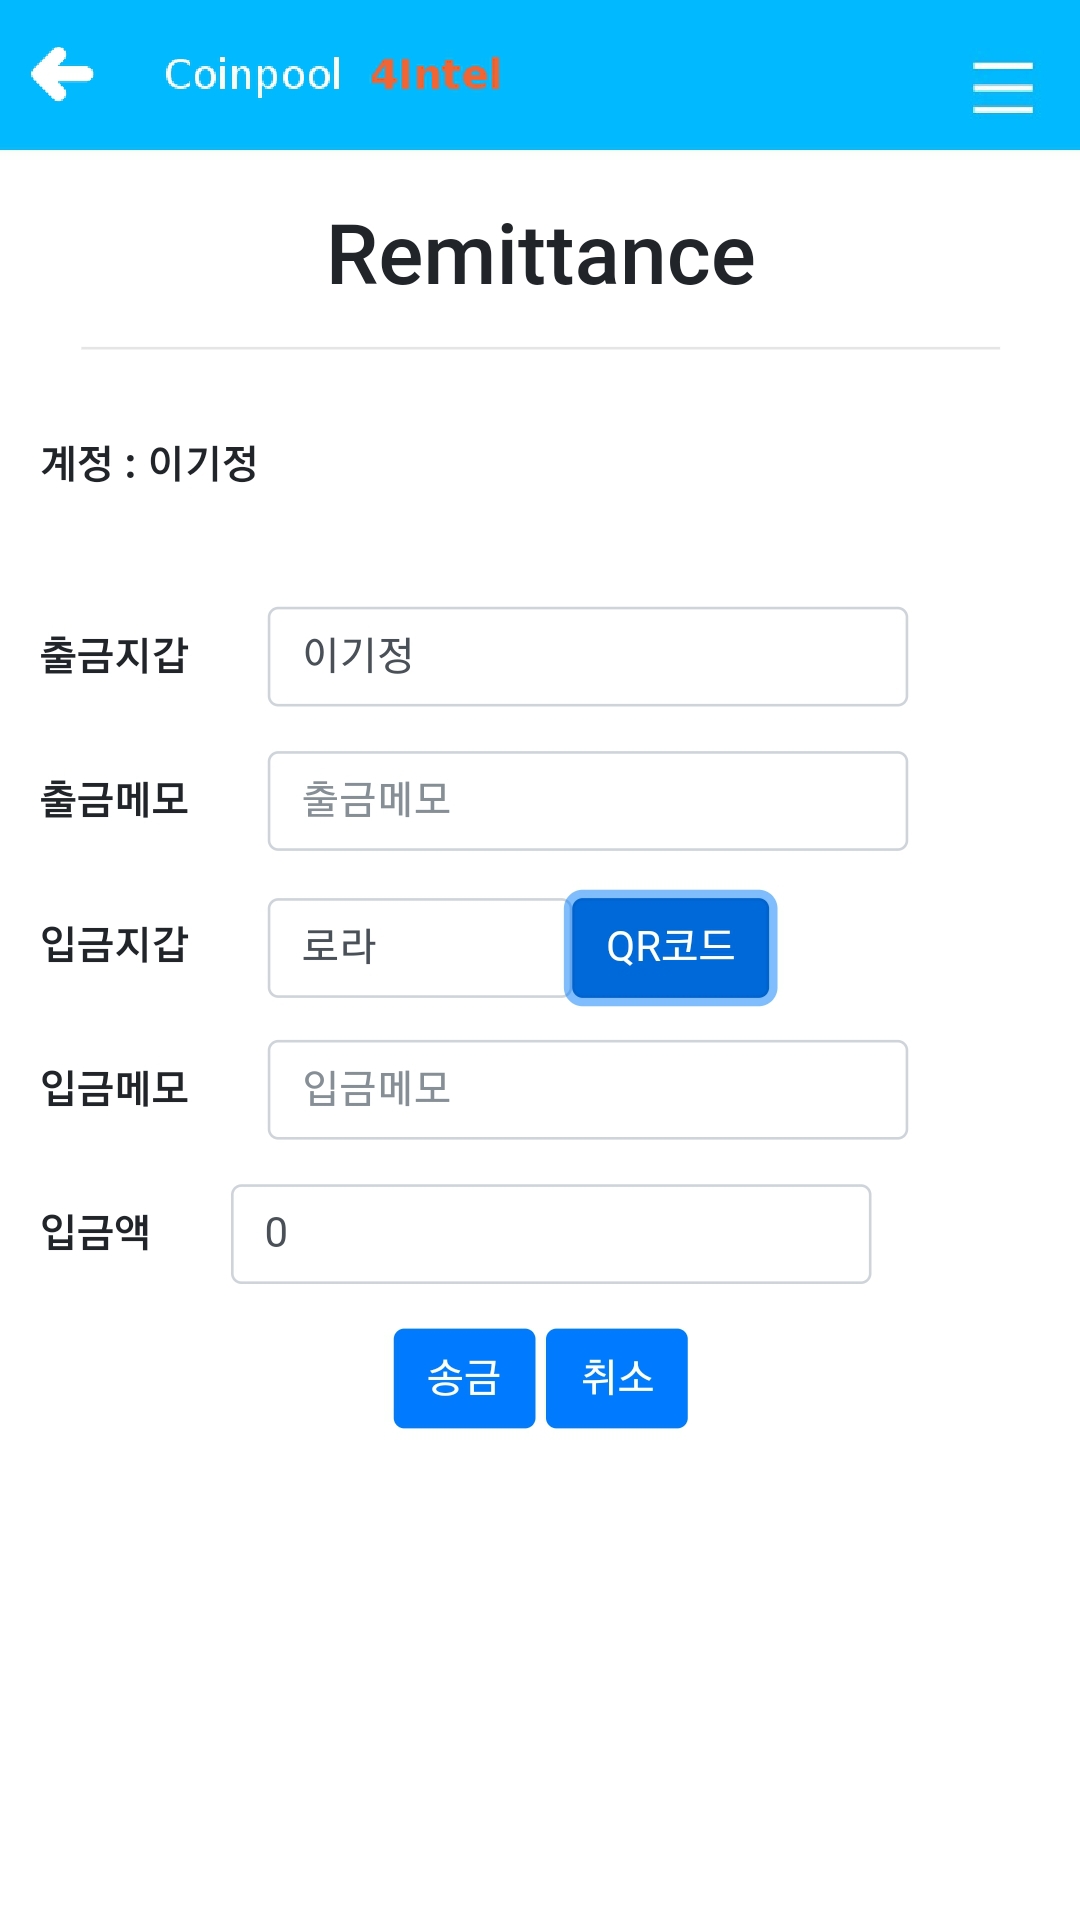 Coinpool 4Intel
Remittance
계정 : 이기정
출금지갑 이기정
출금메모 출금메모
입금지갑 로라 QR코드
입금메모 입금메모
입금액 0
송금 취소